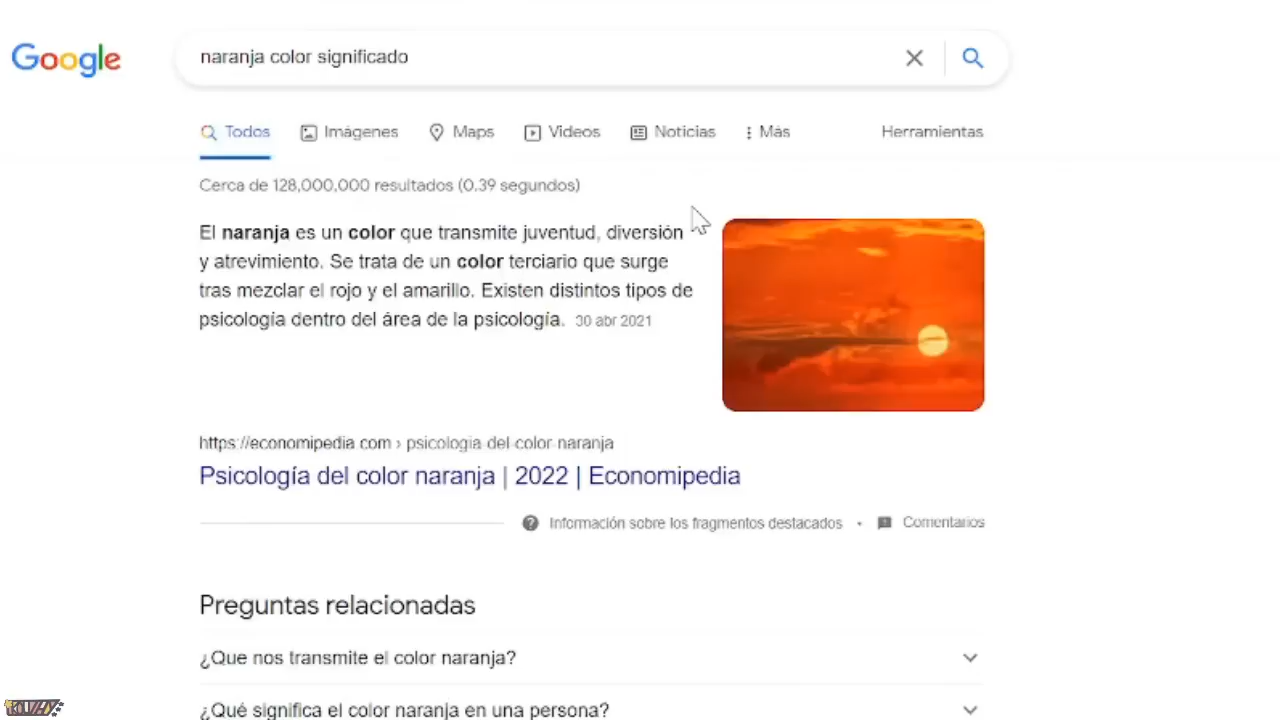 Google
naranja color significado
Todos Imágenes Maps Videos Noticias Más Herramientas
Cerca de 128,000,000 resultados (0.39 segundos)
El naranja es un color que transmite juventud, diversión
y atrevimiento. Se trata de un color terciario que surge
tras mezclar el rojo y el amarillo. Existen distintos tipos de
psicología dentro del área de la psicología. 30 abr 2021
https://economipedia.com › psicologia-del-color-naranja
Psicología del color naranja | 2022 | Economipedia
Información sobre los fragmentos destacados • Comentarios
Preguntas relacionadas
¿Que nos transmite el color naranja?
¿Qué significa el color naranja en una persona?